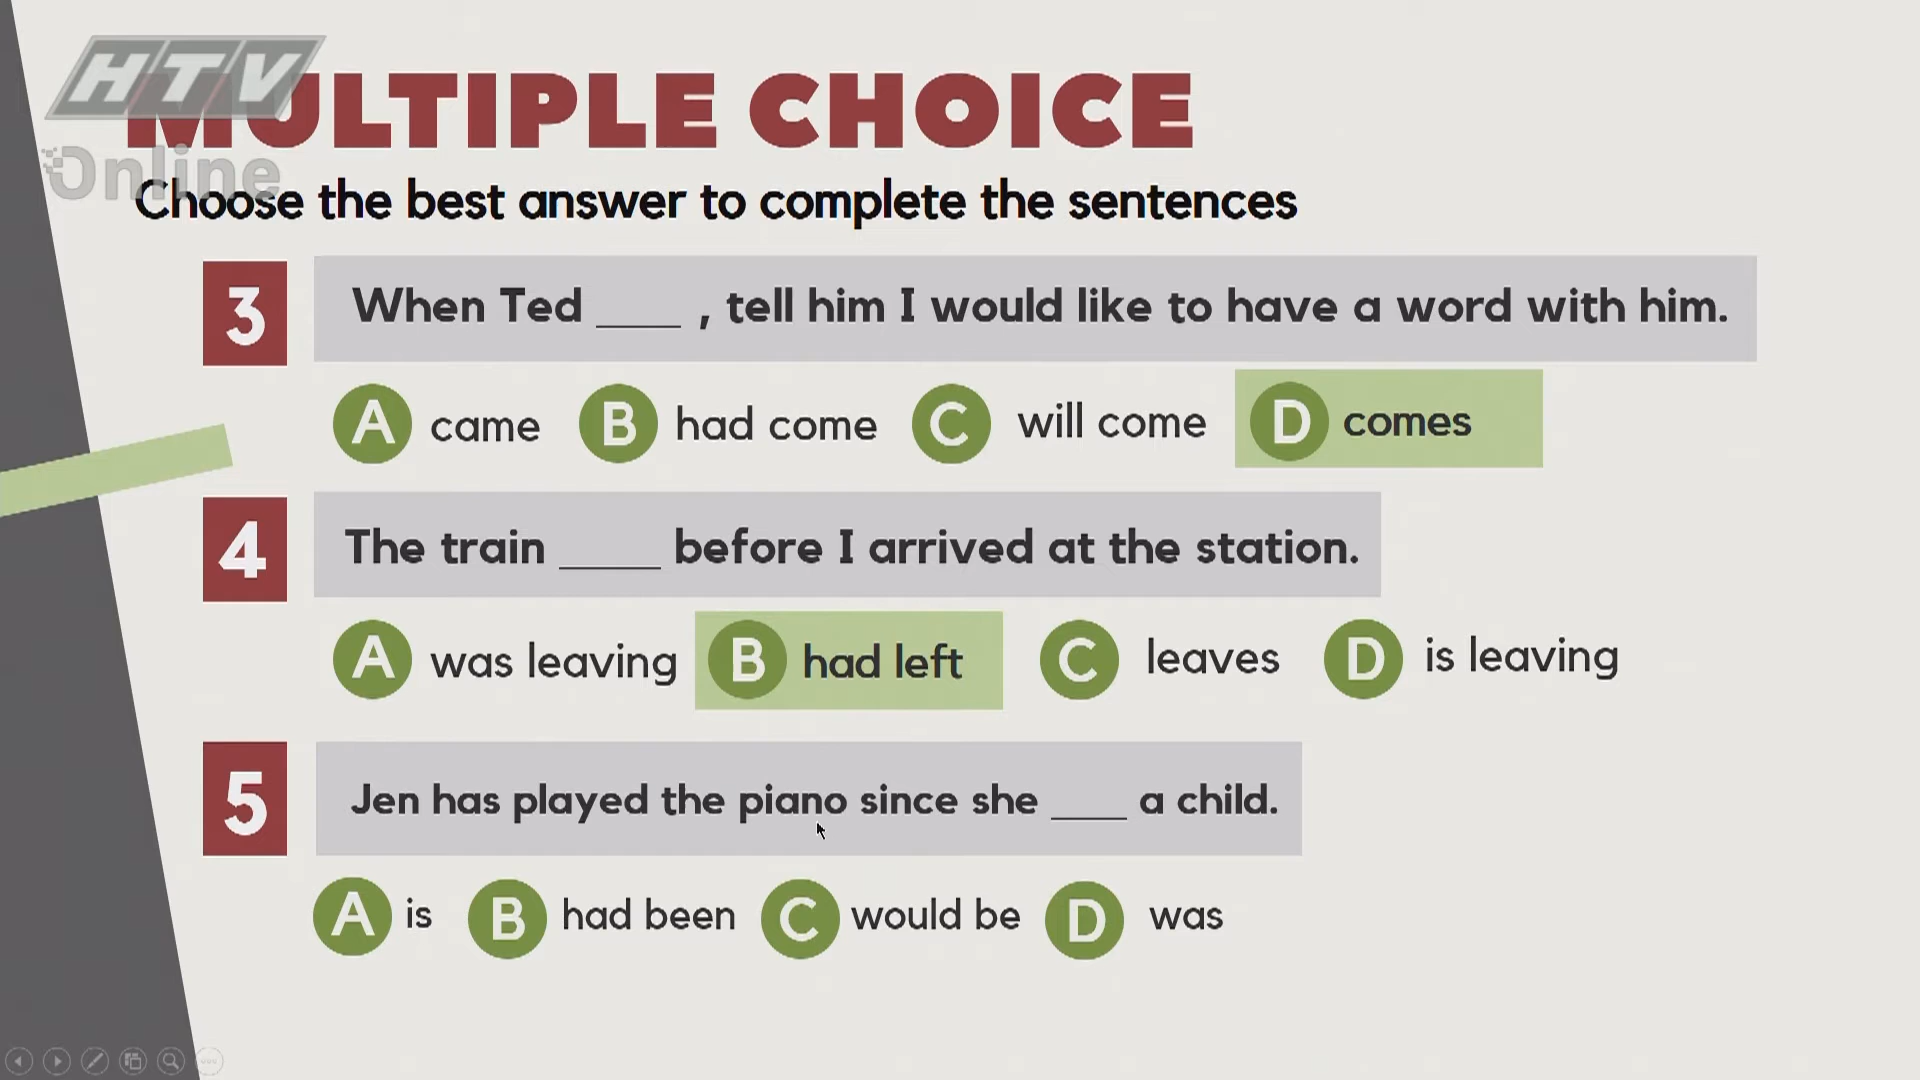 HTV
Online
MULTIPLE CHOICE
Choose the best answer to complete the sentences
3 When Ted ____ , tell him I would like to have a word with him.
A came B had come C will come D comes
4 The train ____ before I arrived at the station.
A was leaving B had left C leaves D is leaving
5 Jen has played the piano since she ____ a child.
A is B had been C would be D was